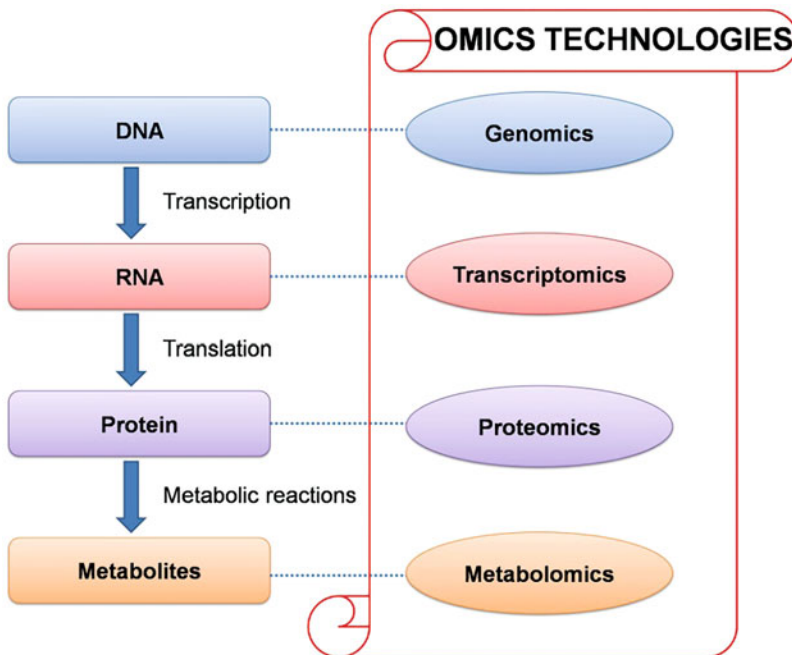 OMICS TECHNOLOGIES
DNA
Genomics
Transcription
RNA
Transcriptomics
Translation
Protein
Proteomics
Metabolic reactions
Metabolites
Metabolomics